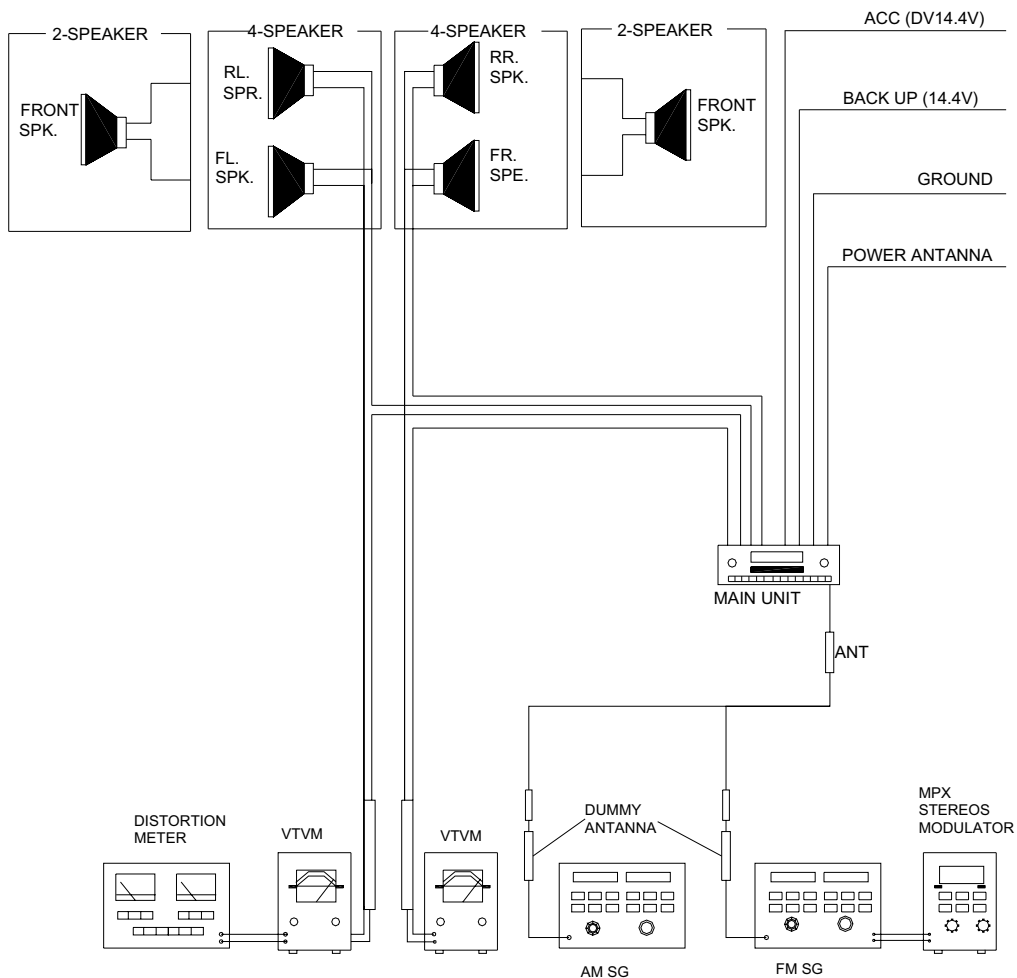 2-SPEAKER
FRONT
SPK.
4-SPEAKER
RL.
SPR.
FL.
SPK.
4-SPEAKER
RR.
SPK.
FR.
SPE.
2-SPEAKER
FRONT
SPK.
ACC (DV14.4V)
BACK UP (14.4V)
GROUND
POWER ANTANNA
MAIN UNIT
ANT
DISTORTION
METER
VTVM
VTVM
DUMMY
ANTANNA
MPX
STEREOS
MODULATOR
AM SG
FM SG